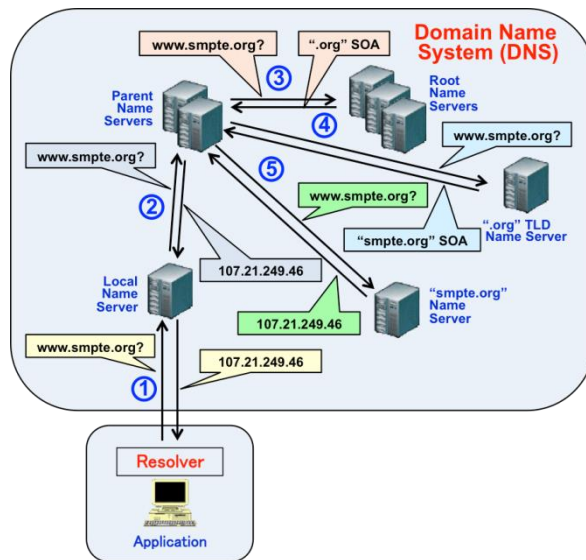 Domain Name
System (DNS)
www.smpte.org?
“.org” SOA
3
Parent
Name
Servers
Root
Name
Servers
4
www.smpte.org?
5
www.smpte.org?
www.smpte.org?
2
“smpte.org” SOA
“.org” TLD
Name Server
107.21.249.46
Local
Name
Server
“smpte.org”
Name
Server
107.21.249.46
www.smpte.org?
107.21.249.46
1
Resolver
Application